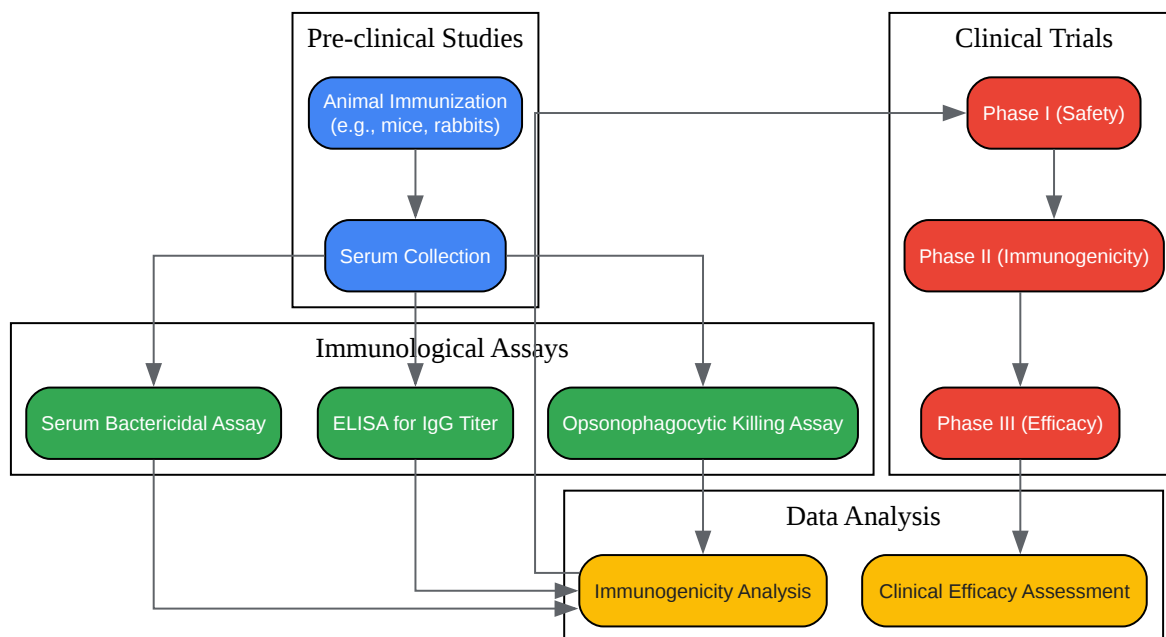 Pre-clinical Studies
Animal Immunization
(e.g., mice, rabbits)
Serum Collection
Clinical Trials
Phase I (Safety)
Phase II (Immunogenicity)
Phase III (Efficacy)
Immunological Assays
Serum Bactericidal Assay
ELISA for IgG Titer
Opsonophagocytic Killing Assay
Data Analysis
Immunogenicity Analysis
Clinical Efficacy Assessment